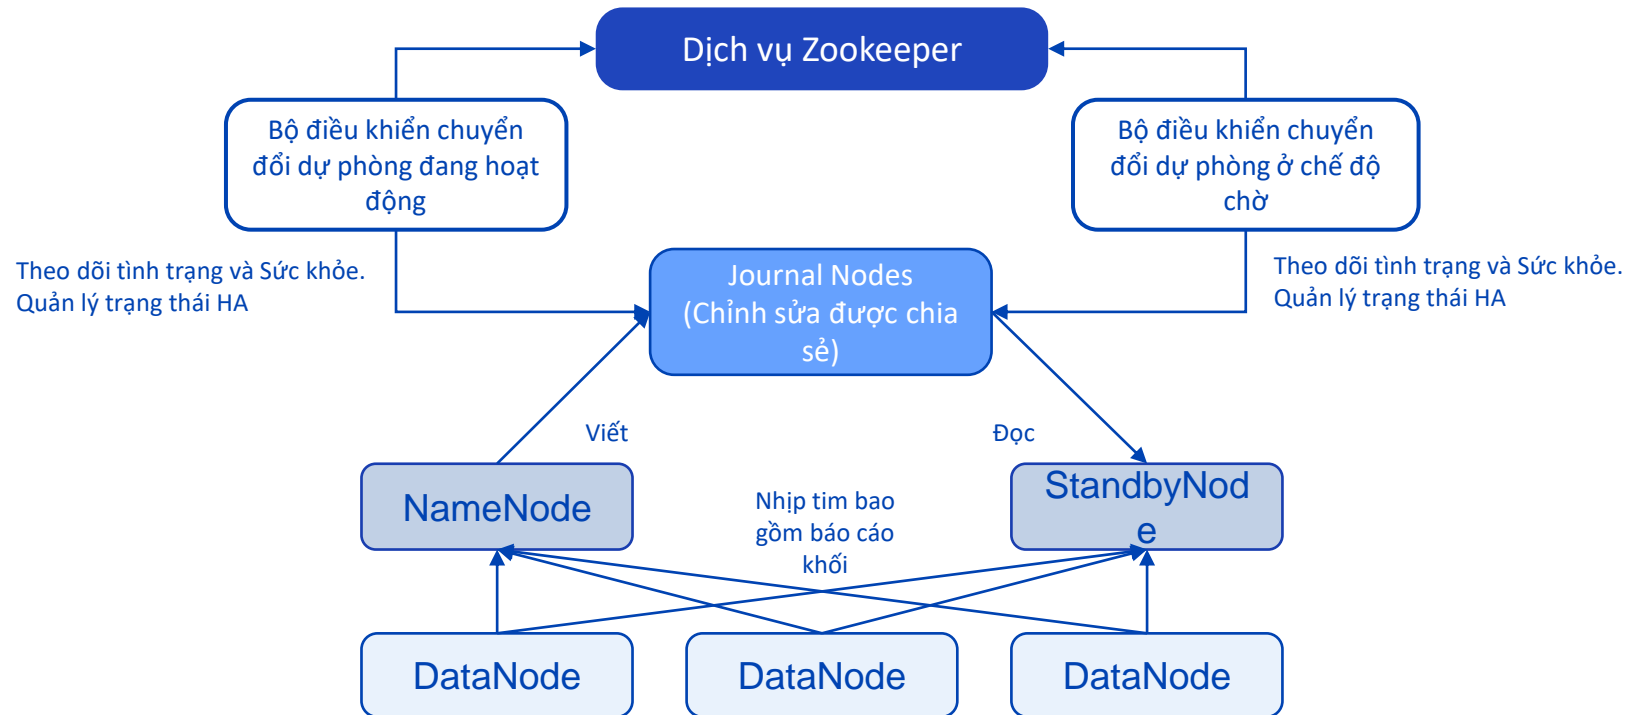 Dịch vụ Zookeeper
Bộ điều khiển chuyển
đổi dự phòng đang hoạt
động
Bộ điều khiển chuyển
đổi dự phòng ở chế độ
chờ
Theo dõi tình trạng và Sức khỏe.
Quản lý trạng thái HA
Journal Nodes
(Chỉnh sửa được chia
sẻ)
Theo dõi tình trạng và Sức khỏe.
Quản lý trạng thái HA
Viết
Đọc
NameNode
Nhịp tim bao
gồm báo cáo
khối
StandbyNod
e
DataNode
DataNode
DataNode